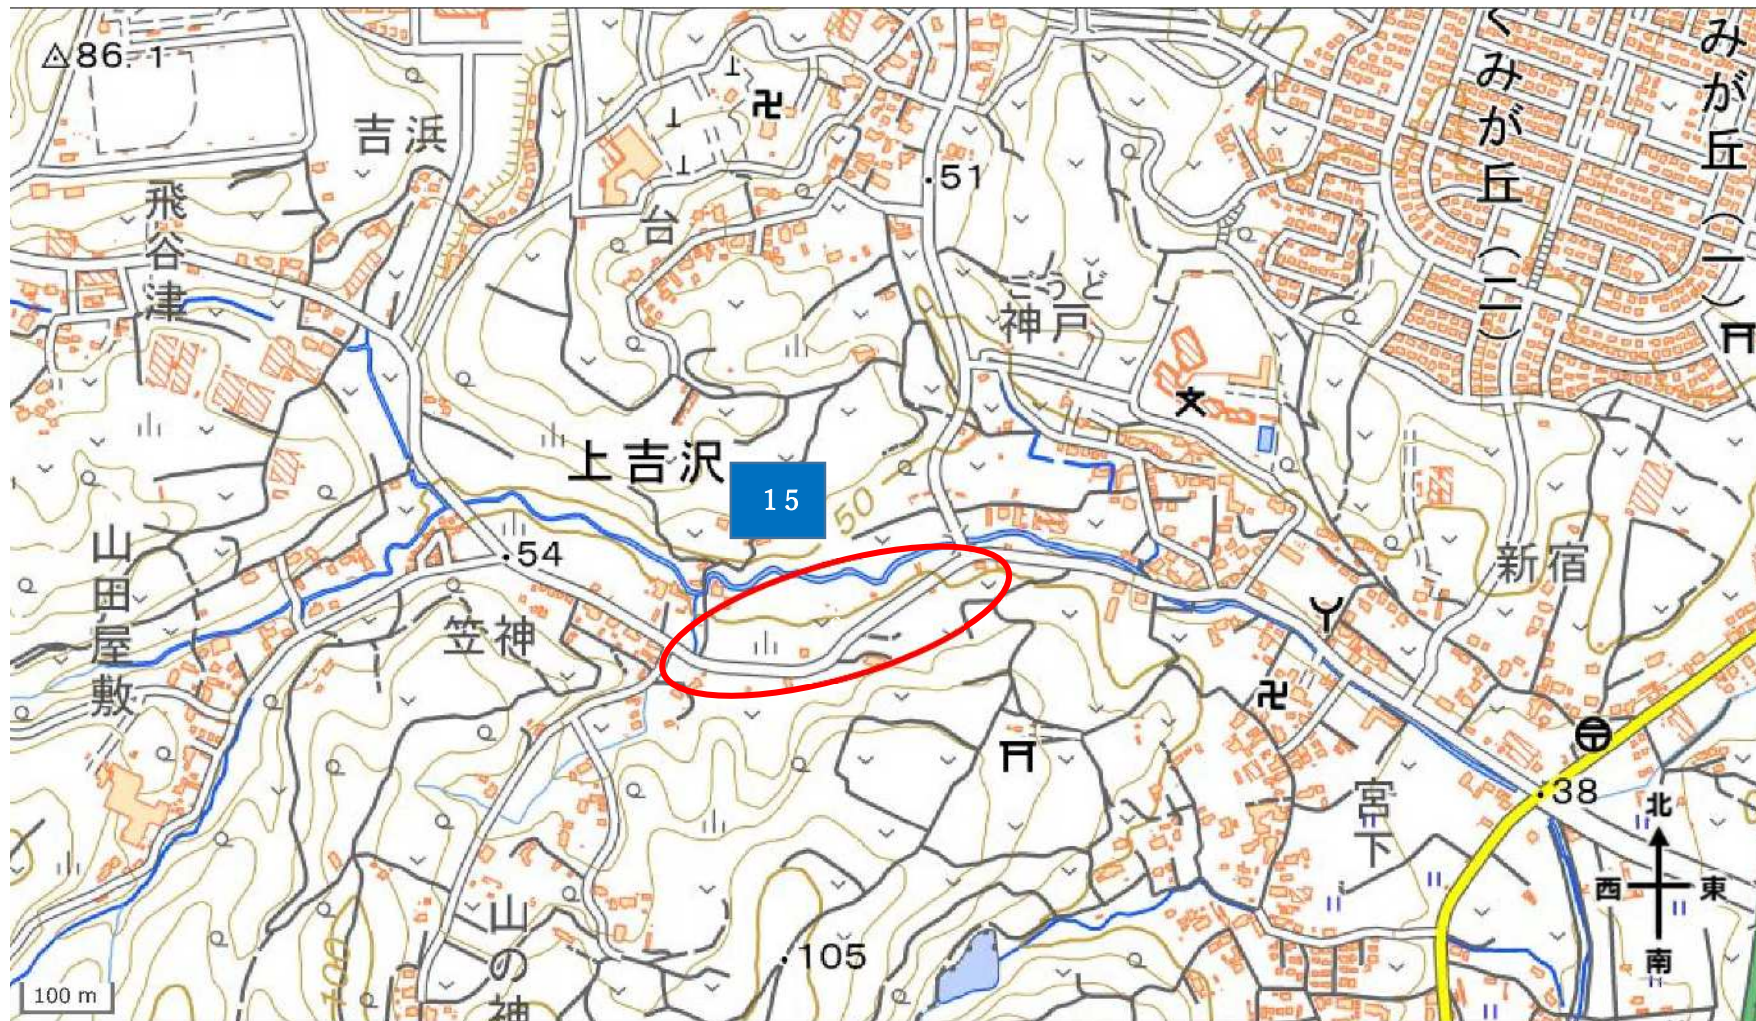 86.1
吉浜
飛谷津
台
51
ごうど
神戸
くみが丘(二)
みが丘(一)
上吉沢
15
50
54
山田屋敷
笠神
新宿
38
宮下
北
西
東
南
山の神
105
100
100 m